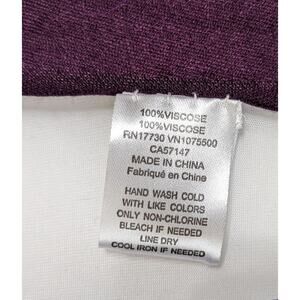 100%VISCOSE
100%VISCOSE
RN17730 VN1075500
CA57147
MADE IN CHINA
Fabriqué en Chine
HAND WASH COLD
WITH LIKE COLORS
ONLY NON-CHLORINE
BLEACH IF NEEDED
LINE DRY
COOL IRON IF NEEDED